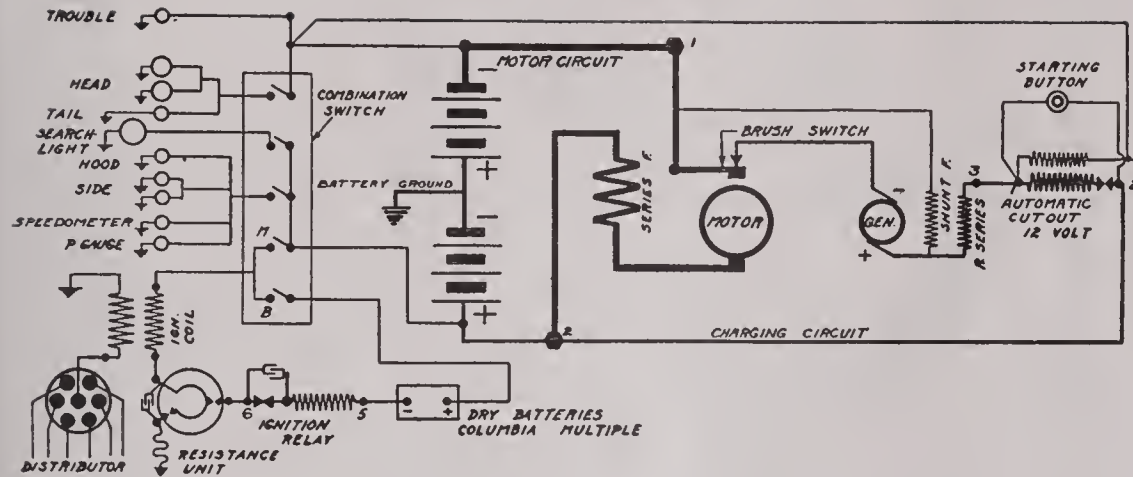 TROUBLE
HEAD
TAIL
SEARCH-
LIGHT
HOOD
SIDE
SPEEDOMETER
P GAUGE
COMBINATION
SWITCH
BATTERY GROUND
M
B
IGN.
COIL
DISTRIBUTOR
RESISTANCE
UNIT
6
IGNITION
RELAY
5
- +
DRY BATTERIES
COLUMBIA MULTIPLE
-
+
-
+
MOTOR CIRCUIT
1
BRUSH SWITCH
SERIES F.
MOTOR
2
CHARGING CIRCUIT
GEN.
+
SHUNT F.
R SERIES
3
STARTING
BUTTON
AUTOMATIC
CUTOUT
12 VOLT